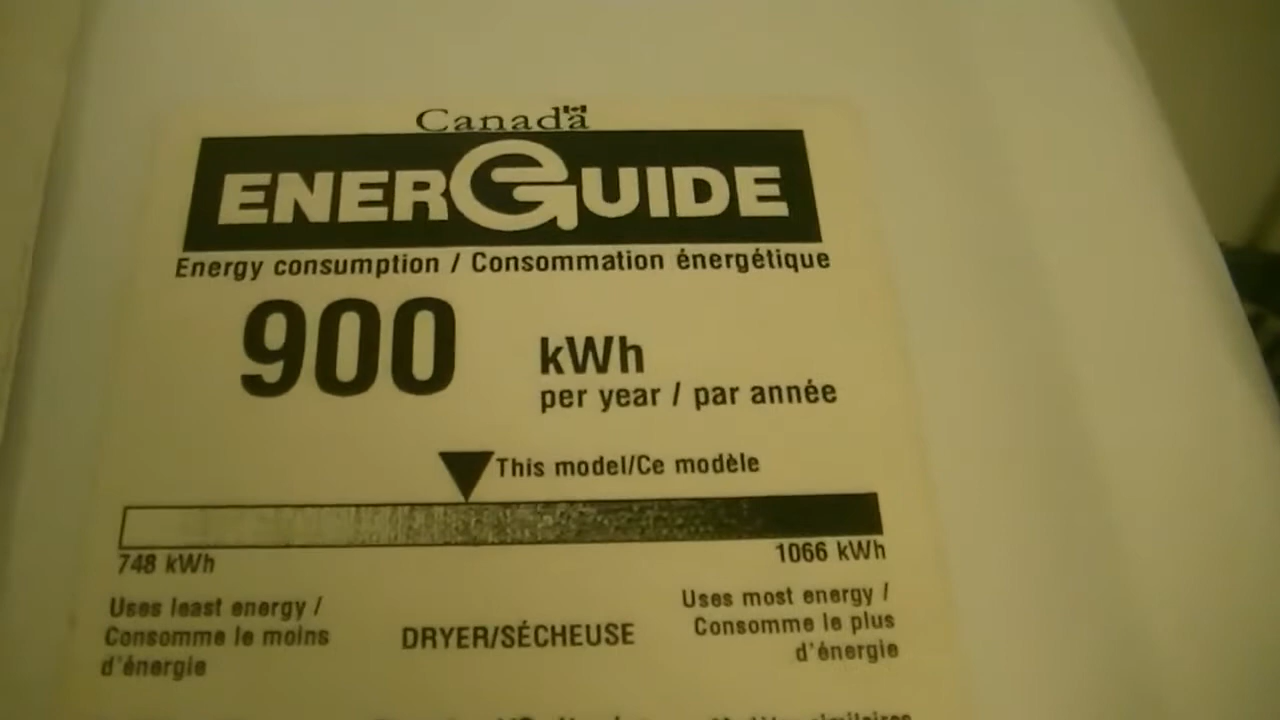 Canada
ENERGUIDE
Energy consumption / Consommation énergétique
900 kWh
per year / par année
This model/Ce modèle
748 kWh
1066 kWh
Uses least energy /
Consomme le moins
d'énergie
DRYER/SÉCHEUSE
Uses most energy /
Consomme le plus
d'énergie
similaires